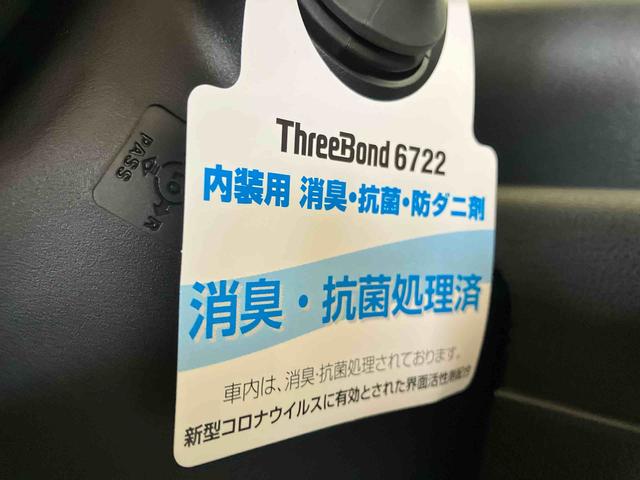 ThreeBond 6722
内装用 消臭・抗菌・防ダニ剤
消臭・抗菌処理済
車内は、消臭・抗菌処理されております。
新型コロナウイルスに有効とされた界面活性剤配合
PASS